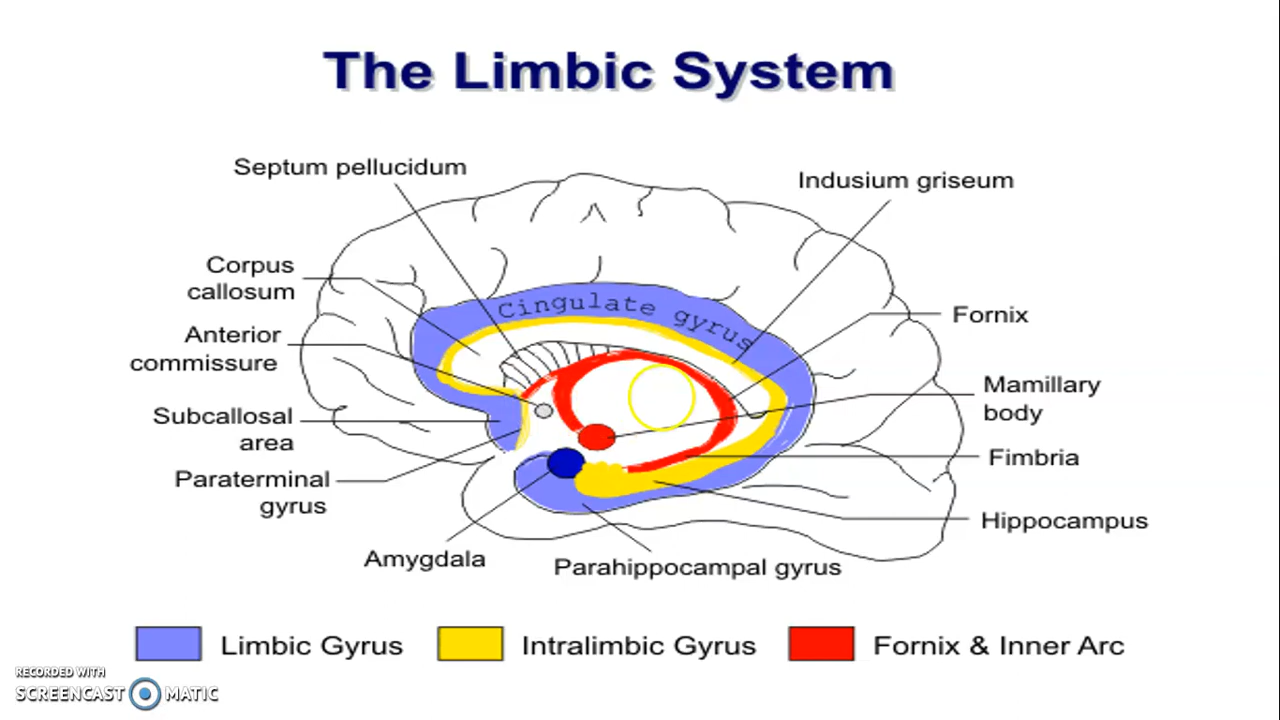 The Limbic System
Septum pellucidum
Indusium griseum
Corpus
callosum
Cingulate gyrus
Fornix
Anterior
commissure
Mamillary
body
Subcallosal
area
Fimbria
Paraterminal
gyrus
Hippocampus
Amygdala
Parahippocampal gyrus
Limbic Gyrus
Intralimbic Gyrus
Fornix & Inner Arc
RECORDED WITH
SCREENCAST MATIC